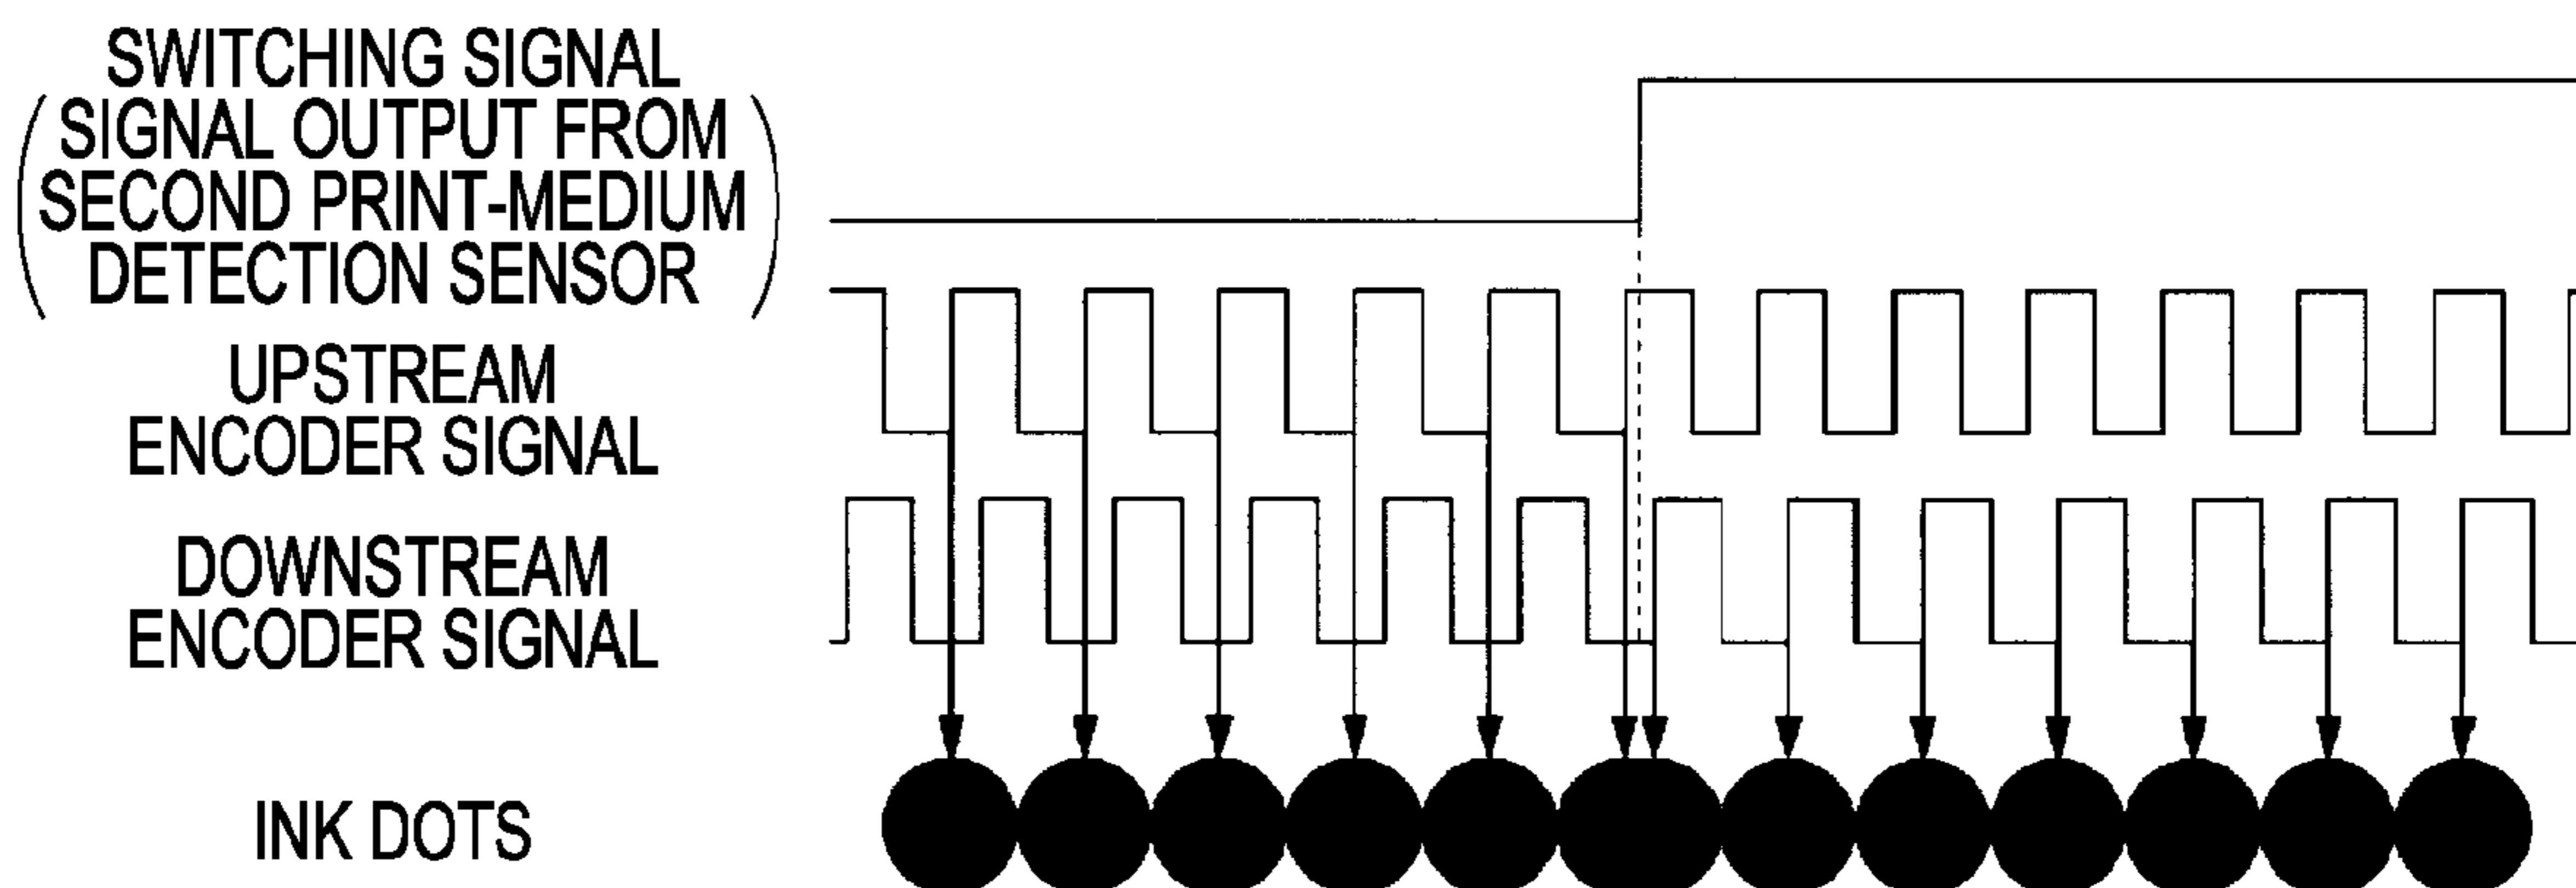 SWITCHING SIGNAL
(SIGNAL OUTPUT FROM
SECOND PRINT-MEDIUM
DETECTION SENSOR)
UPSTREAM
ENCODER SIGNAL
DOWNSTREAM
ENCODER SIGNAL
INK DOTS